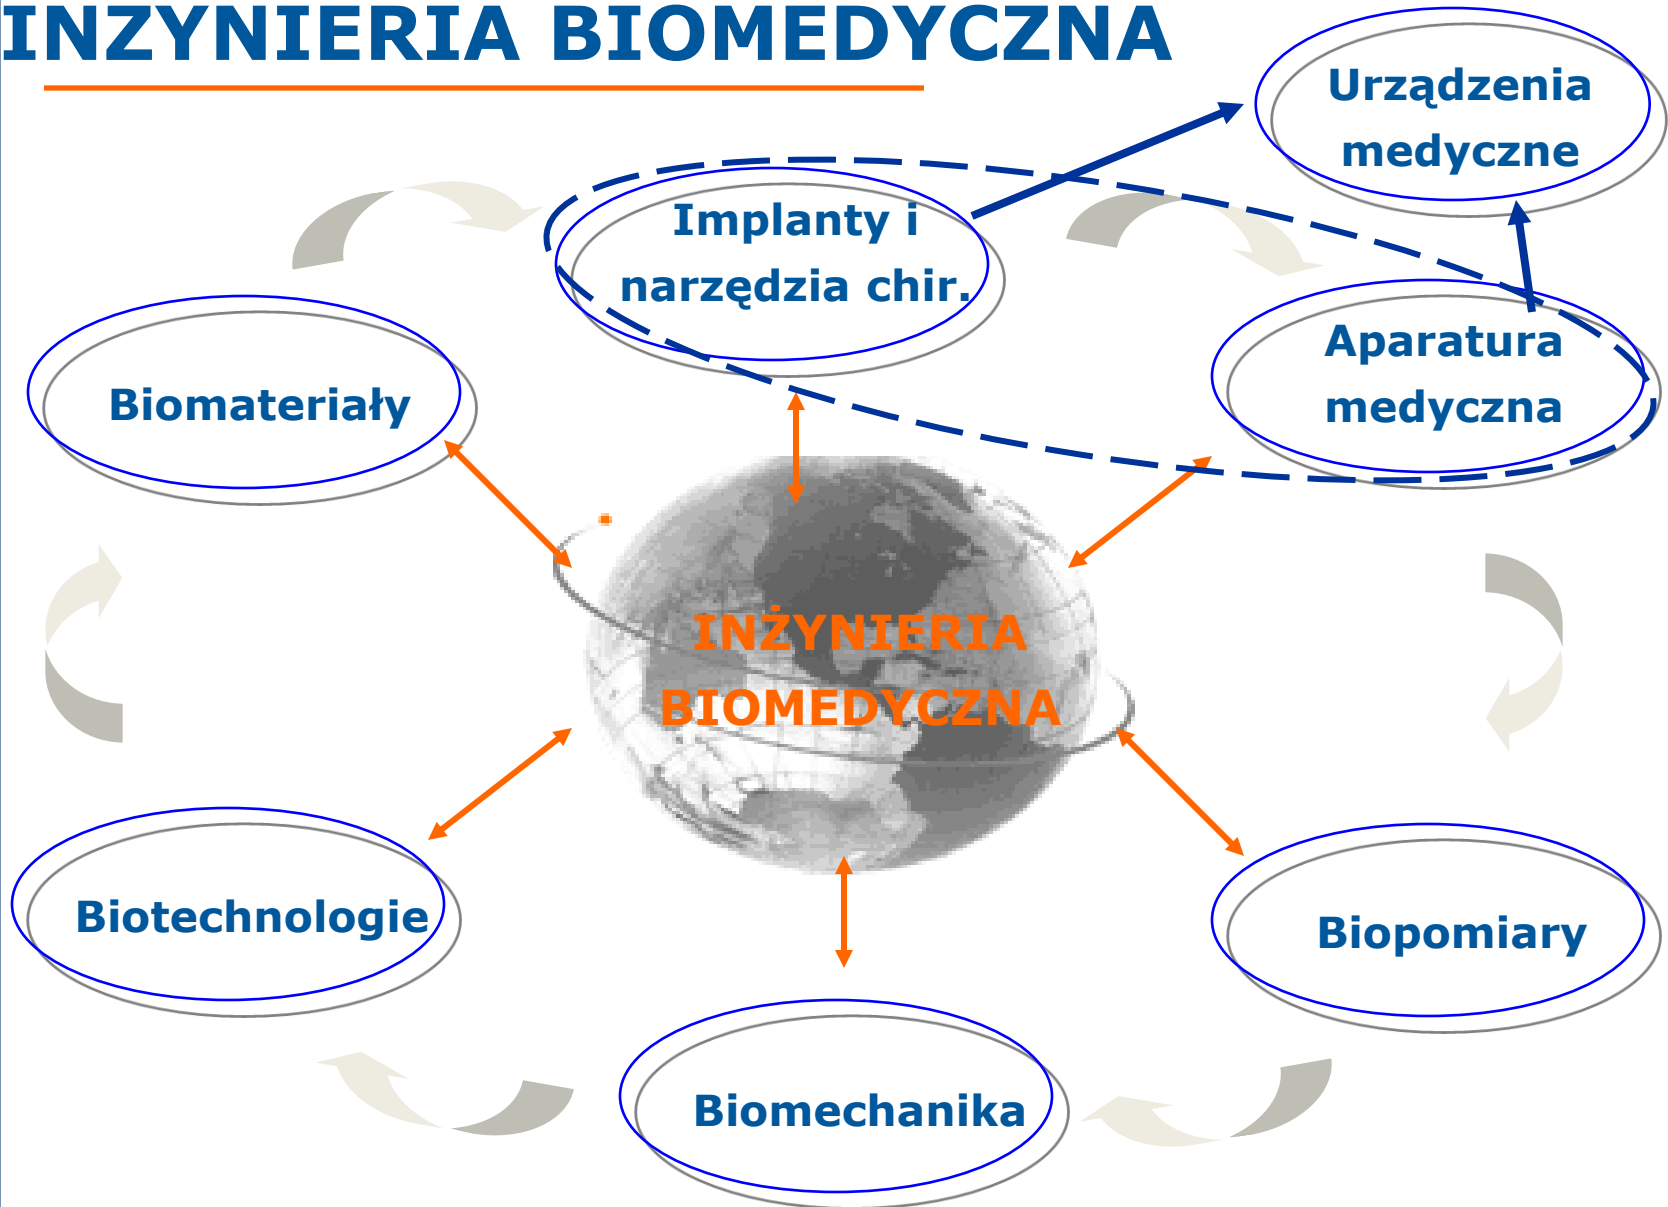 INZYNIERIA BIOMEDYCZNA
Urządzenia
medyczne
Implanty i
narzędzia chir.
Aparatura
medyczna
Biomateriały
INŻYNIERIA
BIOMEDYCZNA
Biotechnologie
Biopomiary
Biomechanika